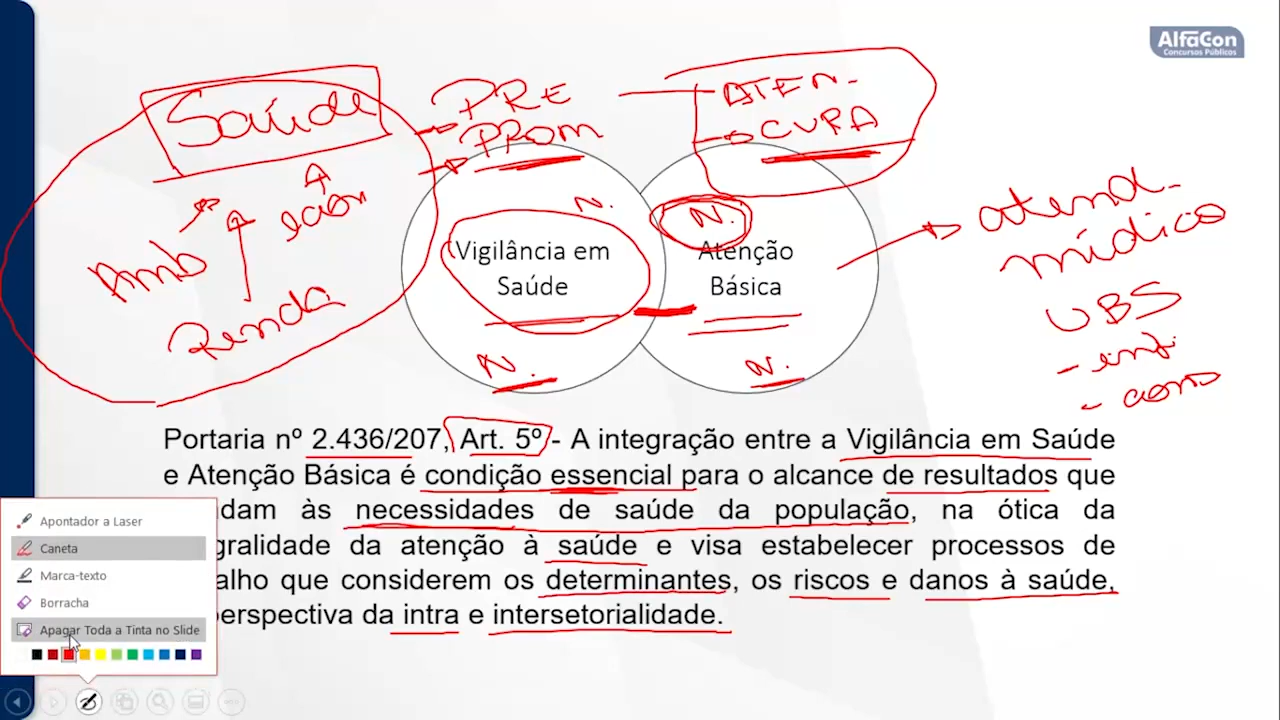 AlfaCon
Concursos Públicos
Saúde
PRE
PROM
ATEN.
CURA
N.
N.
Amb
Renda
Vigilância em
Saúde
Atenção
Básica
atend.
médico
UBS
N.
N.
Portaria nº 2.436/207, Art. 5º - A integração entre a Vigilância em Saúde
e Atenção Básica é condição essencial para o alcance de resultados que
dam às necessidades de saúde da população, na ótica da
gralidade da atenção à saúde e visa estabelecer processos de
alho que considerem os determinantes, os riscos e danos à saúde,
erspectiva da intra e intersetorialidade.
Apontador a Laser
Caneta
Marca-texto
Borracha
Apagar Toda a Tinta no Slide